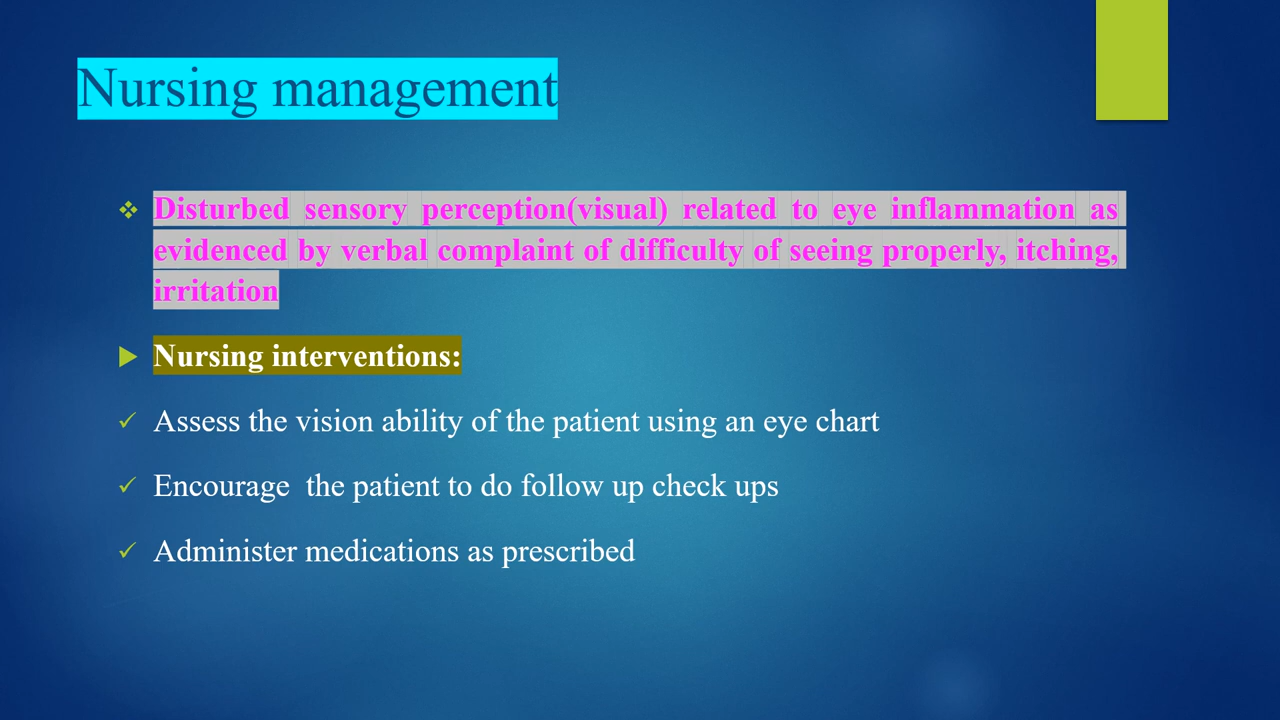 Nursing management
Disturbed sensory perception(visual) related to eye inflammation as
evidenced by verbal complaint of difficulty of seeing properly, itching,
irritation
Nursing interventions:
Assess the vision ability of the patient using an eye chart
Encourage  the patient to do follow up check ups
Administer medications as prescribed